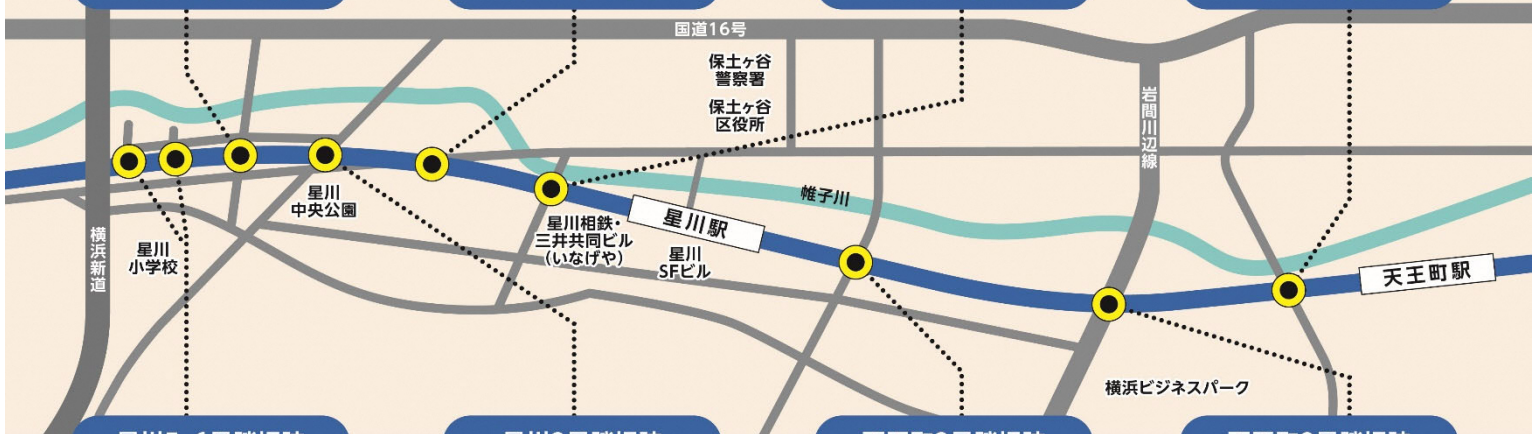 国道16号
保土ヶ谷
警察署
保土ヶ谷
区役所
岩間川辺線
帷子川
星川
中央公園
星川駅
星川相鉄・
三井共同ビル
（いなげや）
星川
SFビル
横浜新道
星川
小学校
天王町駅
横浜ビジネスパーク